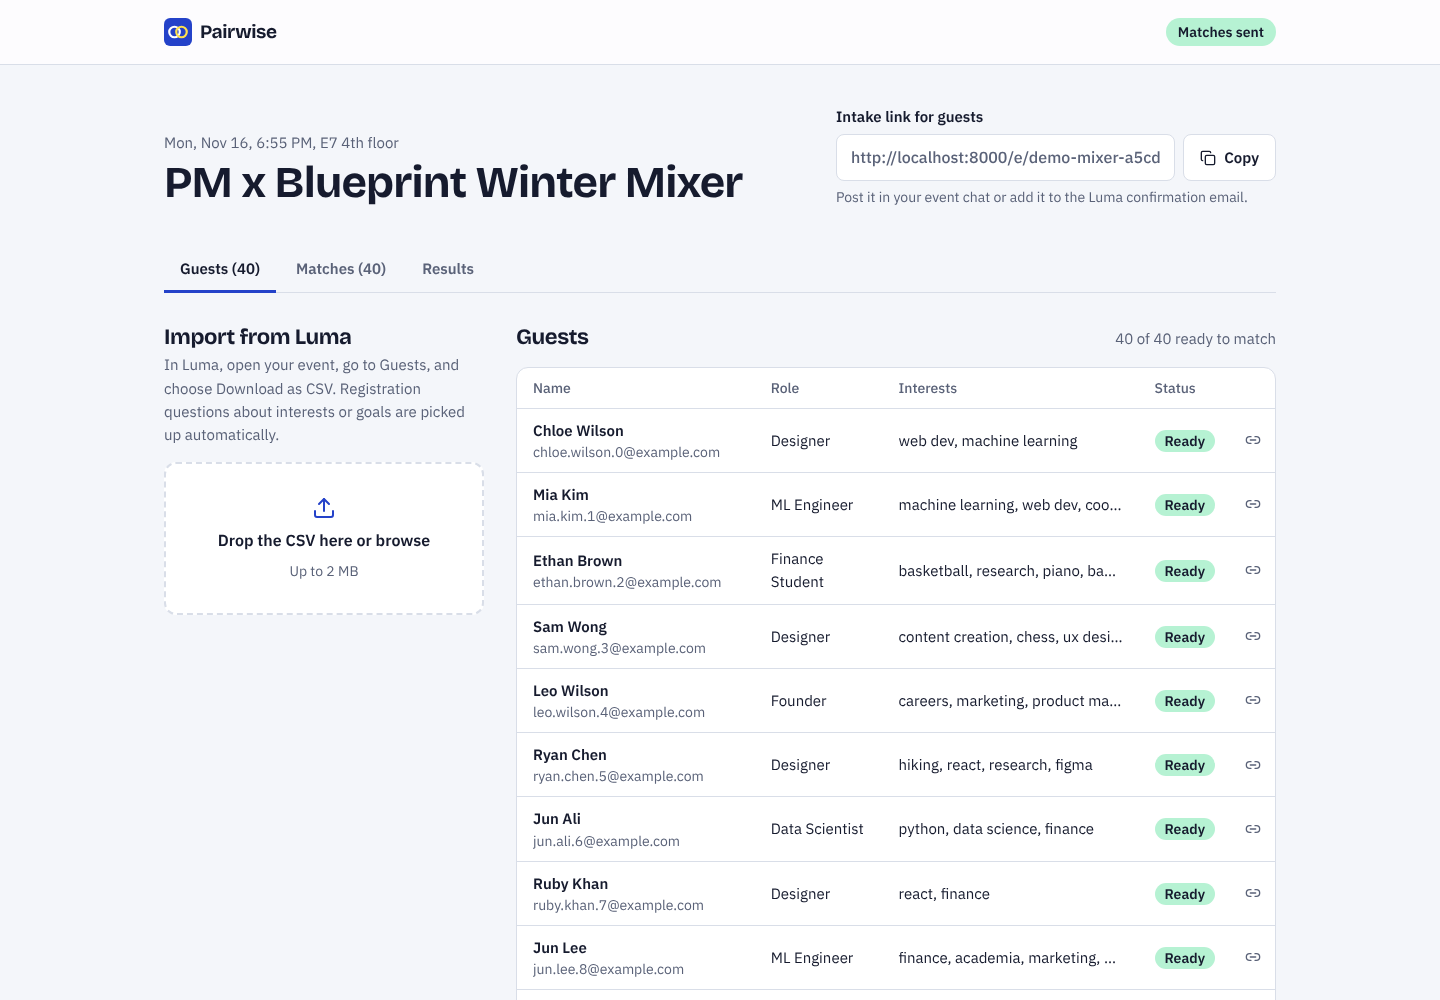 Pairwise
Matches sent
Mon, Nov 16, 6:55 PM, E7 4th floor
PM x Blueprint Winter Mixer
Intake link for guests
http://localhost:8000/e/demo-mixer-a5cd
Copy
Post it in your event chat or add it to the Luma confirmation email.
Guests (40)
Matches (40)
Results
Import from Luma
In Luma, open your event, go to Guests, and
choose Download as CSV. Registration
questions about interests or goals are picked
up automatically.
Drop the CSV here or browse
Up to 2 MB
Guests
40 of 40 ready to match
Name Role Interests Status
Chloe Wilson
chloe.wilson.0@example.com
Designer
web dev, machine learning
Ready
Mia Kim
mia.kim.1@example.com
ML Engineer
machine learning, web dev, coo...
Ready
Ethan Brown
ethan.brown.2@example.com
Finance
Student
basketball, research, piano, ba...
Ready
Sam Wong
sam.wong.3@example.com
Designer
content creation, chess, ux desi...
Ready
Leo Wilson
leo.wilson.4@example.com
Founder
careers, marketing, product ma...
Ready
Ryan Chen
ryan.chen.5@example.com
Designer
hiking, react, research, figma
Ready
Jun Ali
jun.ali.6@example.com
Data Scientist
python, data science, finance
Ready
Ruby Khan
ruby.khan.7@example.com
Designer
react, finance
Ready
Jun Lee
jun.lee.8@example.com
ML Engineer
finance, academia, marketing, ...
Ready